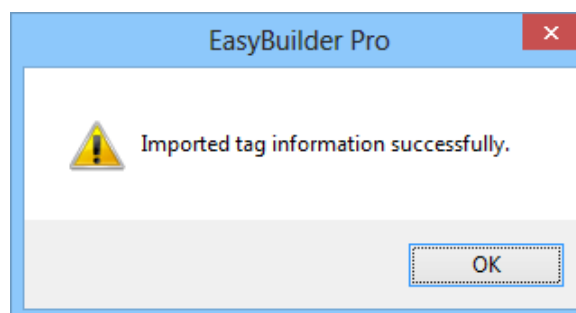 EasyBuilder Pro
Imported tag information successfully.
OK